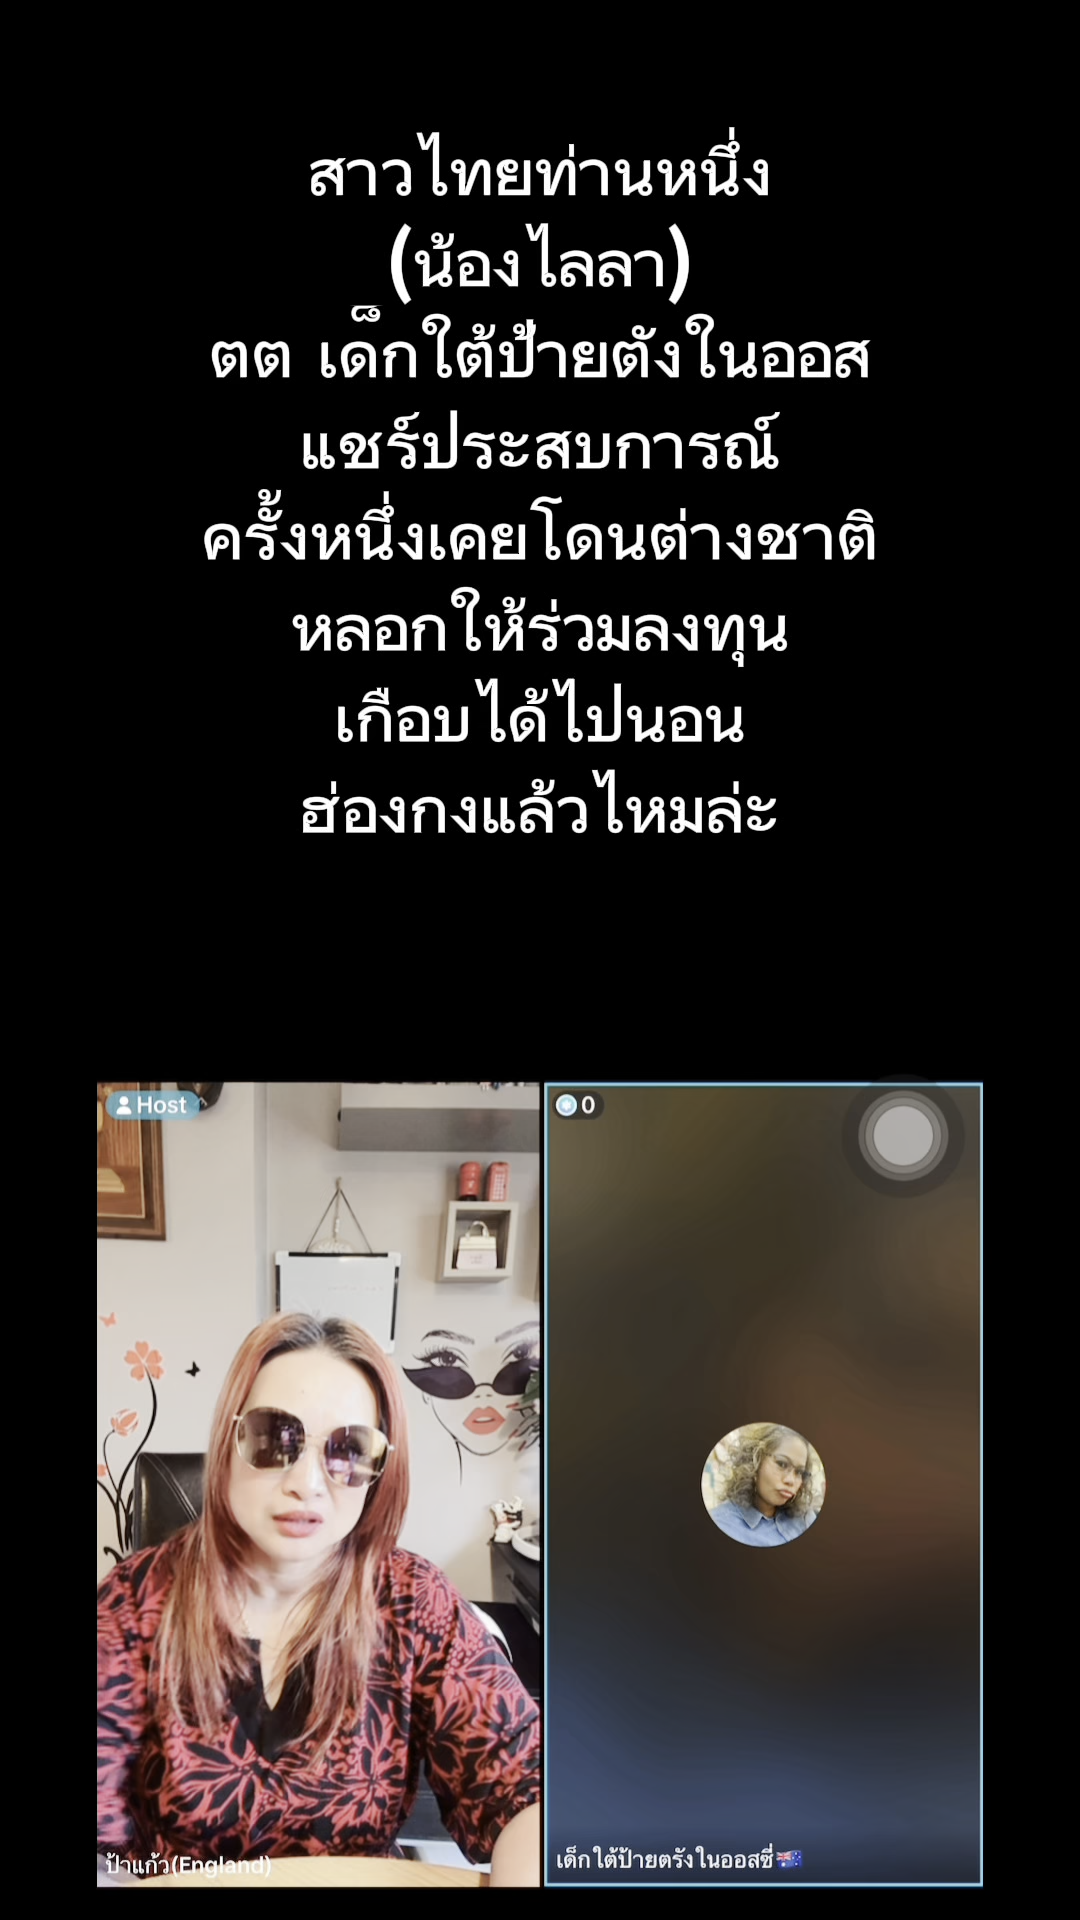 สาวไทยท่านหนึ่ง
(น้องไลลา)
ตต เด็กใต้ป้ายตังในออส
แชร์ประสบการณ์
ครั้งหนึ่งเคยโดนต่างชาติ
หลอกให้ร่วมลงทุน
เกือบได้ไปนอน
ฮ่องกงแล้วไหมล่ะ
Host
0
ป้าแก้ว(England)
เด็กใต้ป้ายตรังในออสซี่🇦🇺